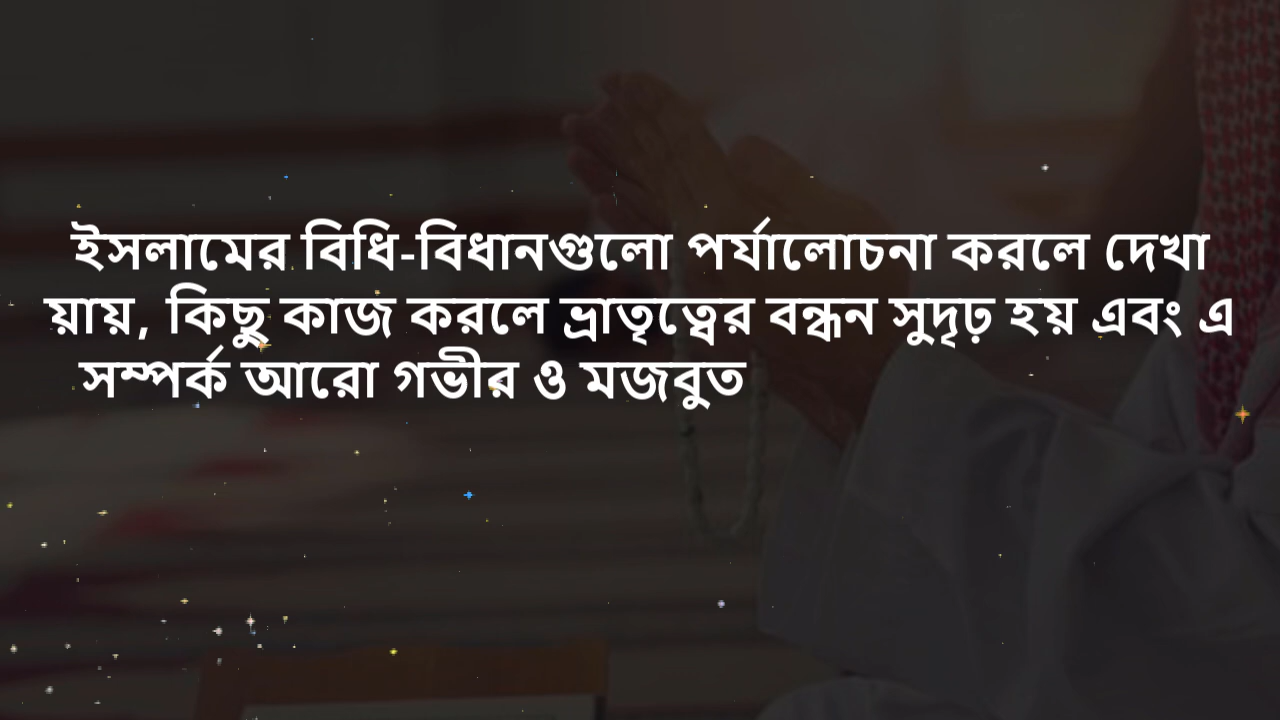 ইসলামের বিধি-বিধানগুলো পর্যালোচনা করলে দেখা
য়ায়, কিছু কাজ করলে ভ্রাতৃত্বের বন্ধন সুদৃঢ় হয় এবং এ
সম্পর্ক আরো গভীর ও মজবুত